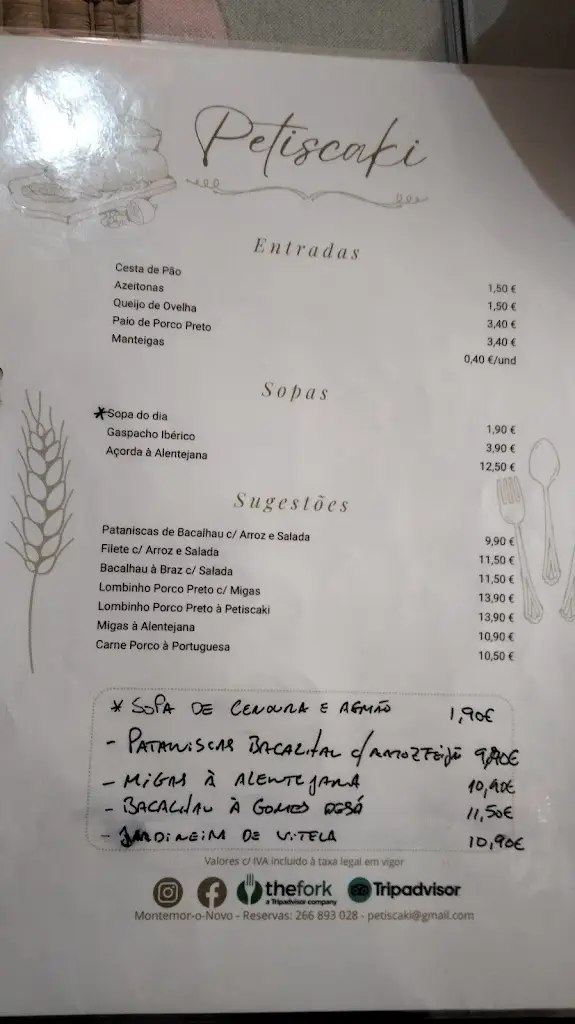 Petiscaki
Entradas
Cesta de Pão 1,50 €
Azeitonas 1,50 €
Queijo de Ovelha 3,40 €
Paio de Porco Preto 3,40 €
Manteigas 0,40 €/und
Sopas
*Sopa do dia 1,90 €
Gaspacho Ibérico 3,90 €
Açorda à Alentejana 12,50 €
Sugestões
Pataniscas de Bacalhau c/ Arroz e Salada 9,90 €
Filete c/ Arroz e Salada 11,50 €
Bacalhau à Braz c/ Salada 11,50 €
Lombinho Porco Preto c/ Migas 13,90 €
Lombinho Porco Preto à Petiscaki 13,90 €
Migas à Alentejana 10,90 €
Carne Porco à Portuguesa 10,50 €
* SOPA DE CENOURA E AGRIÃO 1,90€
- PATANISCAS BACALHAU C/ARROZ FEIJÃO 9,90€
- MIGAS À ALENTEJANA 10,90€
- BACALHAU À GOMES DE SÁ 11,50€
- JARDINEIRA DE VITELA 10,90€
Valores c/ IVA incluido à taxa legal em vigor
thefork Tripadvisor
a Tripadvisor company
Montemor-o-Novo - Reservas: 266 893 028 - petiscaki@gmail.com